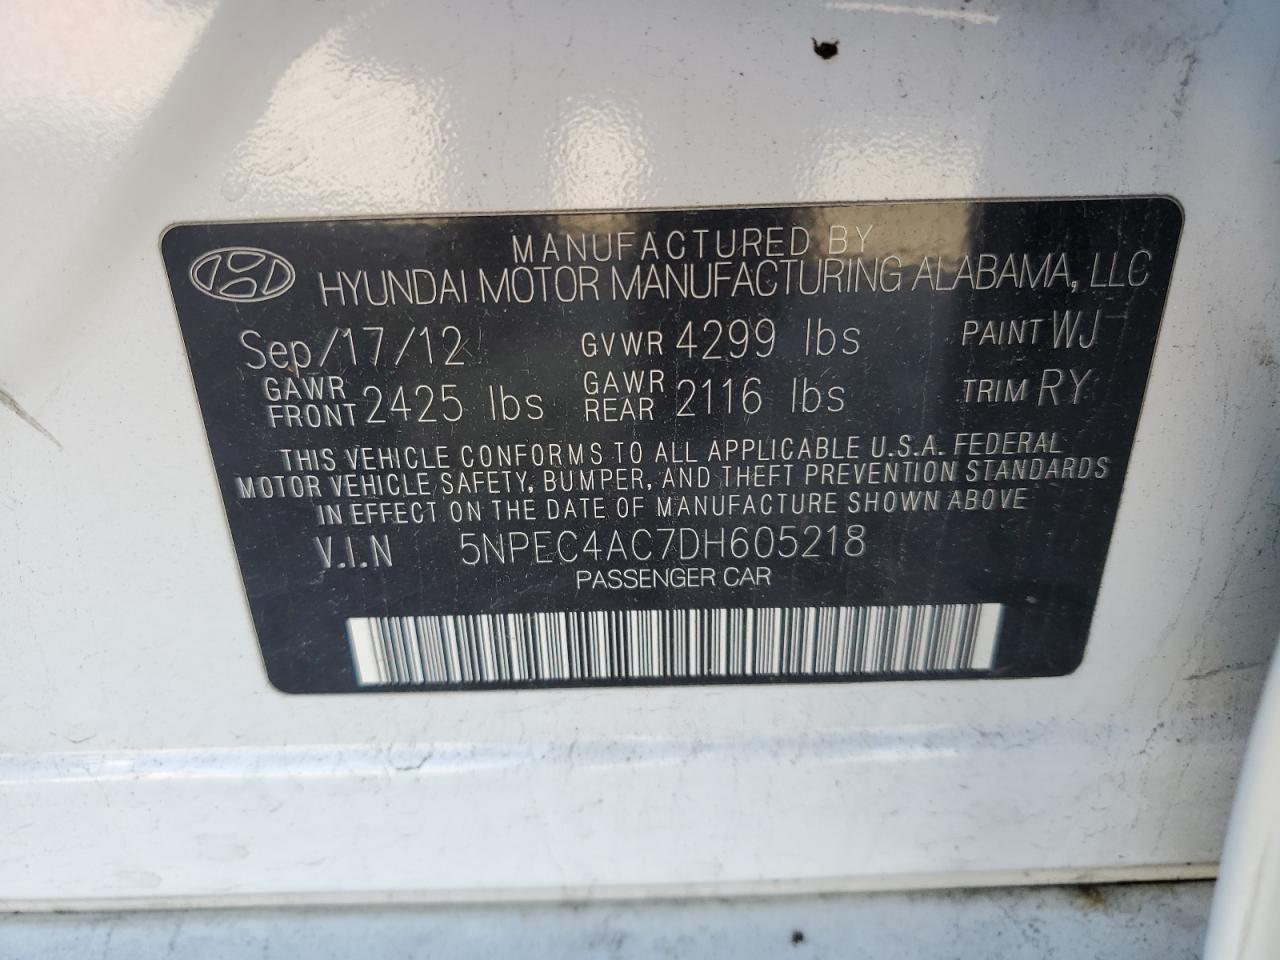 MANUFACTURED BY
HYUNDAI MOTOR MANUFACTURING ALABAMA, LLC
Sep/17/12 GVWR 4299 lbs PAINT WJ
GAWR FRONT 2425 lbs GAWR REAR 2116 lbs TRIM RY
THIS VEHICLE CONFORMS TO ALL APPLICABLE U.S.A. FEDERAL
MOTOR VEHICLE SAFETY, BUMPER, AND THEFT PREVENTION STANDARDS
IN EFFECT ON THE DATE OF MANUFACTURE SHOWN ABOVE
V.I.N 5NPEC4AC7DH605218
PASSENGER CAR